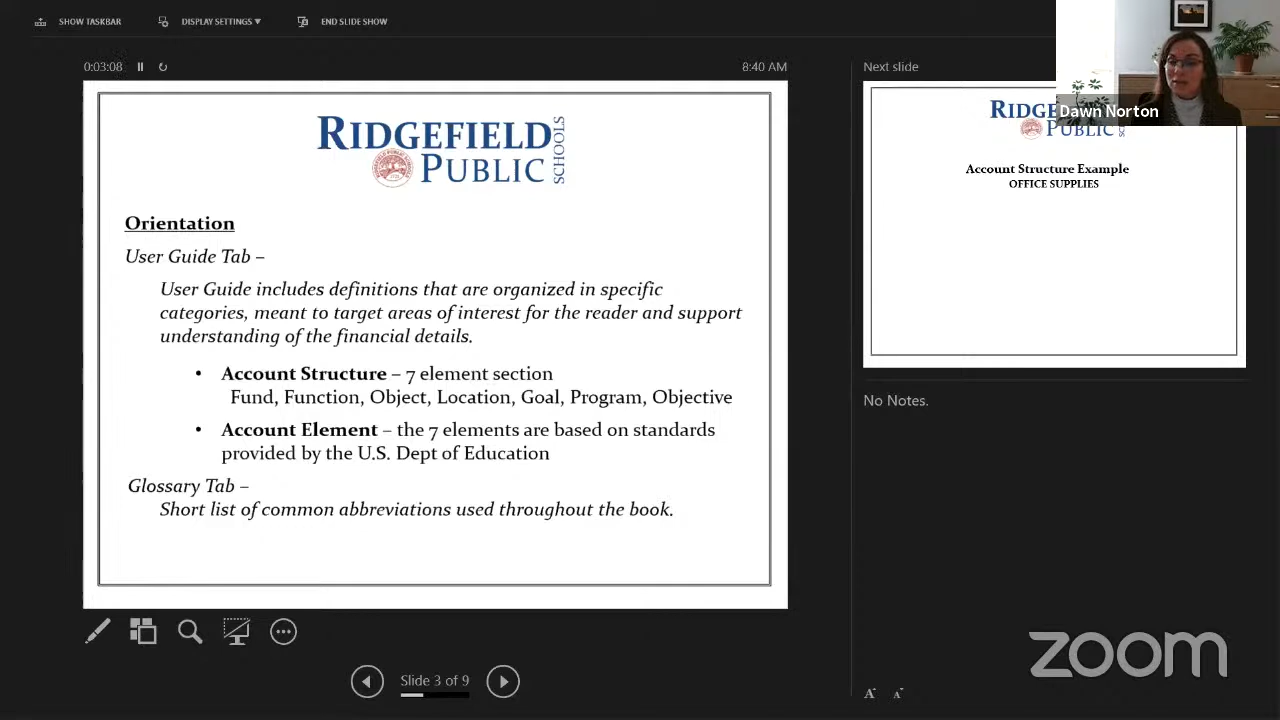 SHOW TASKBAR
DISPLAY SETTINGS ▼
END SLIDE SHOW
0:03:08
8:40 AM
RIDGEFIELD
PUBLIC
SCHOOLS
Orientation
User Guide Tab –
User Guide includes definitions that are organized in specific
categories, meant to target areas of interest for the reader and support
understanding of the financial details.
• Account Structure – 7 element section
Fund, Function, Object, Location, Goal, Program, Objective
• Account Element – the 7 elements are based on standards
provided by the U.S. Dept of Education
Glossary Tab –
Short list of common abbreviations used throughout the book.
Slide 3 of 9
Next slide
Dawn Norton
RIDGE
PUBLIC
Account Structure Example
OFFICE SUPPLIES
No Notes.
A A
zoom